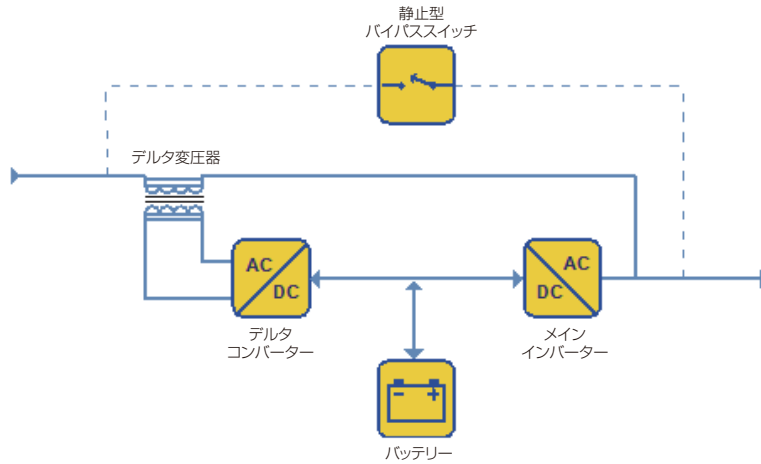 静止型
バイパススイッチ
デルタ変圧器
AC
DC
AC
DC
デルタ
コンバーター
メイン
インバーター
バッテリー